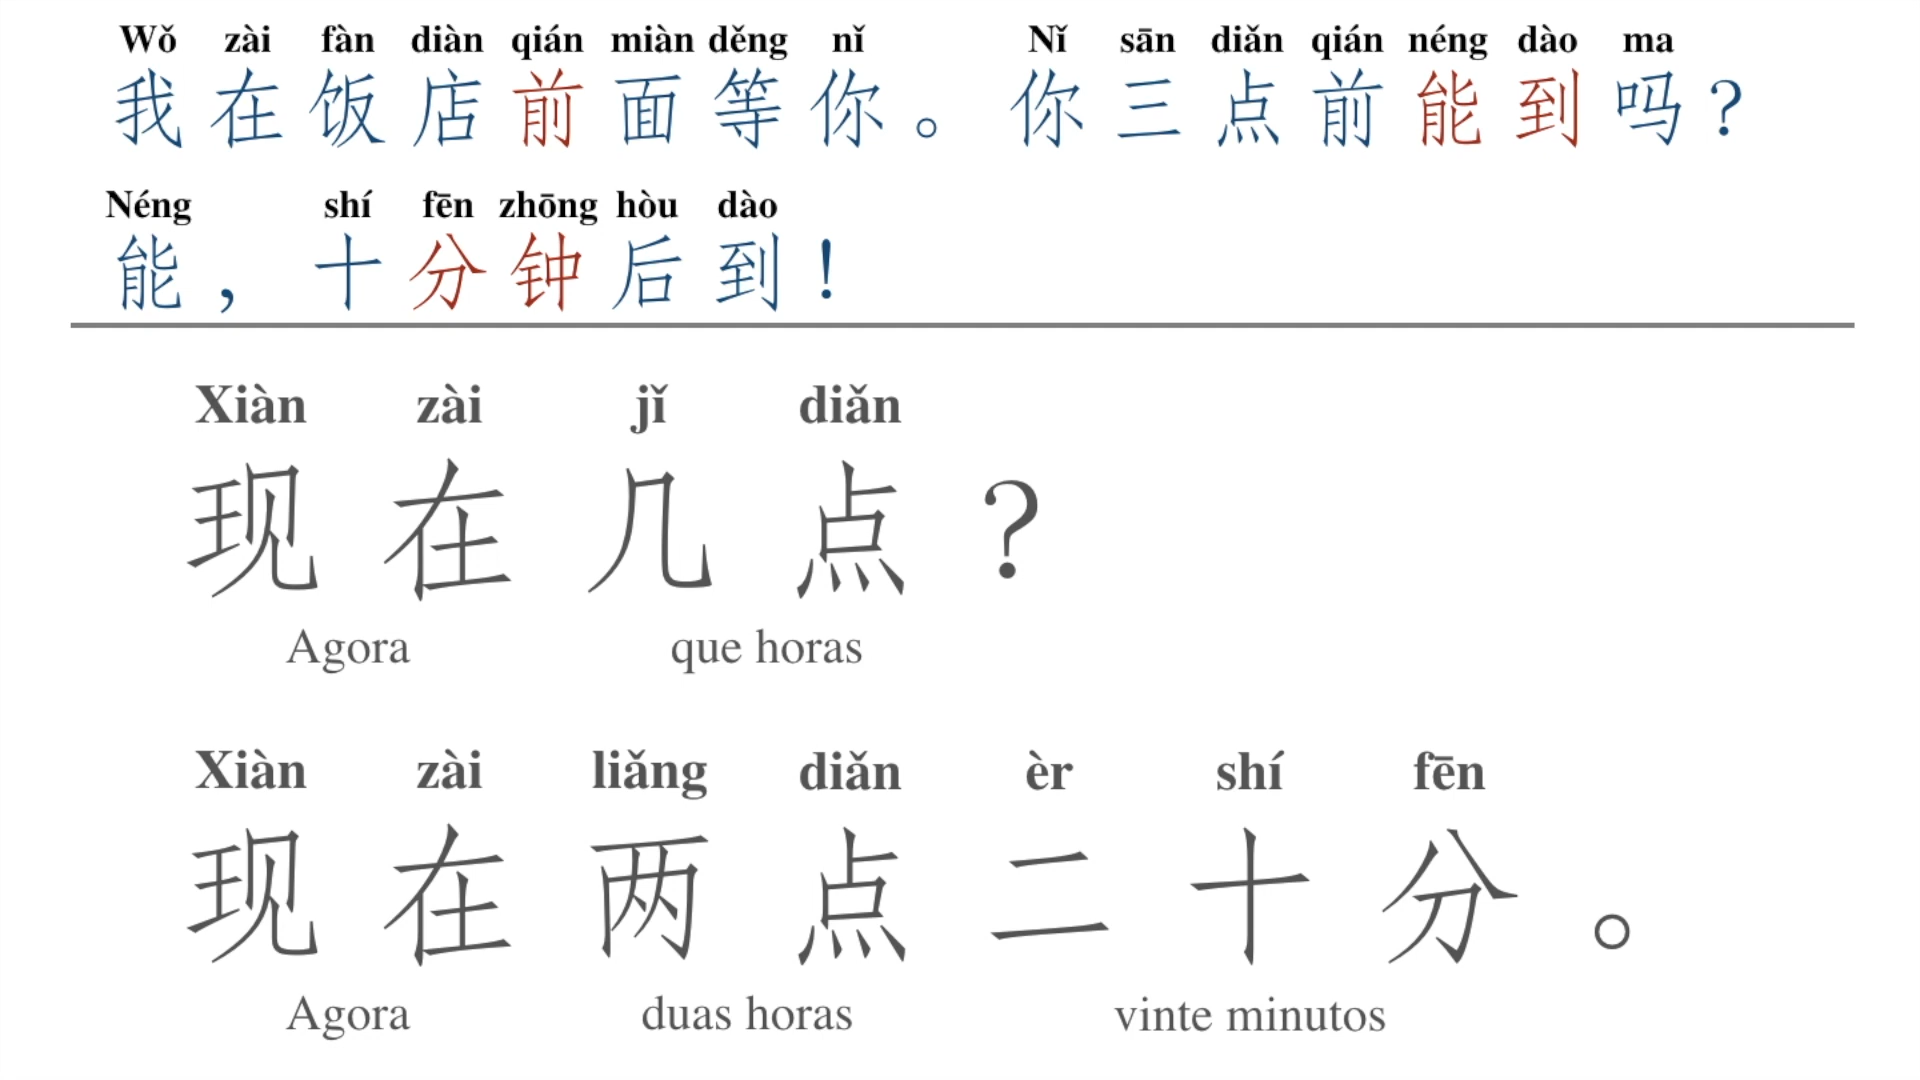 Wǒ zài fàn diàn qián miàn děng nǐ Nǐ sān diǎn qián néng dào ma
我在饭店前面等你。你三点前能到吗？
Néng shí fēn zhōng hòu dào
能，十分钟后到！
Xiàn zài jǐ diǎn
现在几点？
Agora que horas
Xiàn zài liǎng diǎn èr shí fēn
现在两点二十分。
Agora duas horas vinte minutos